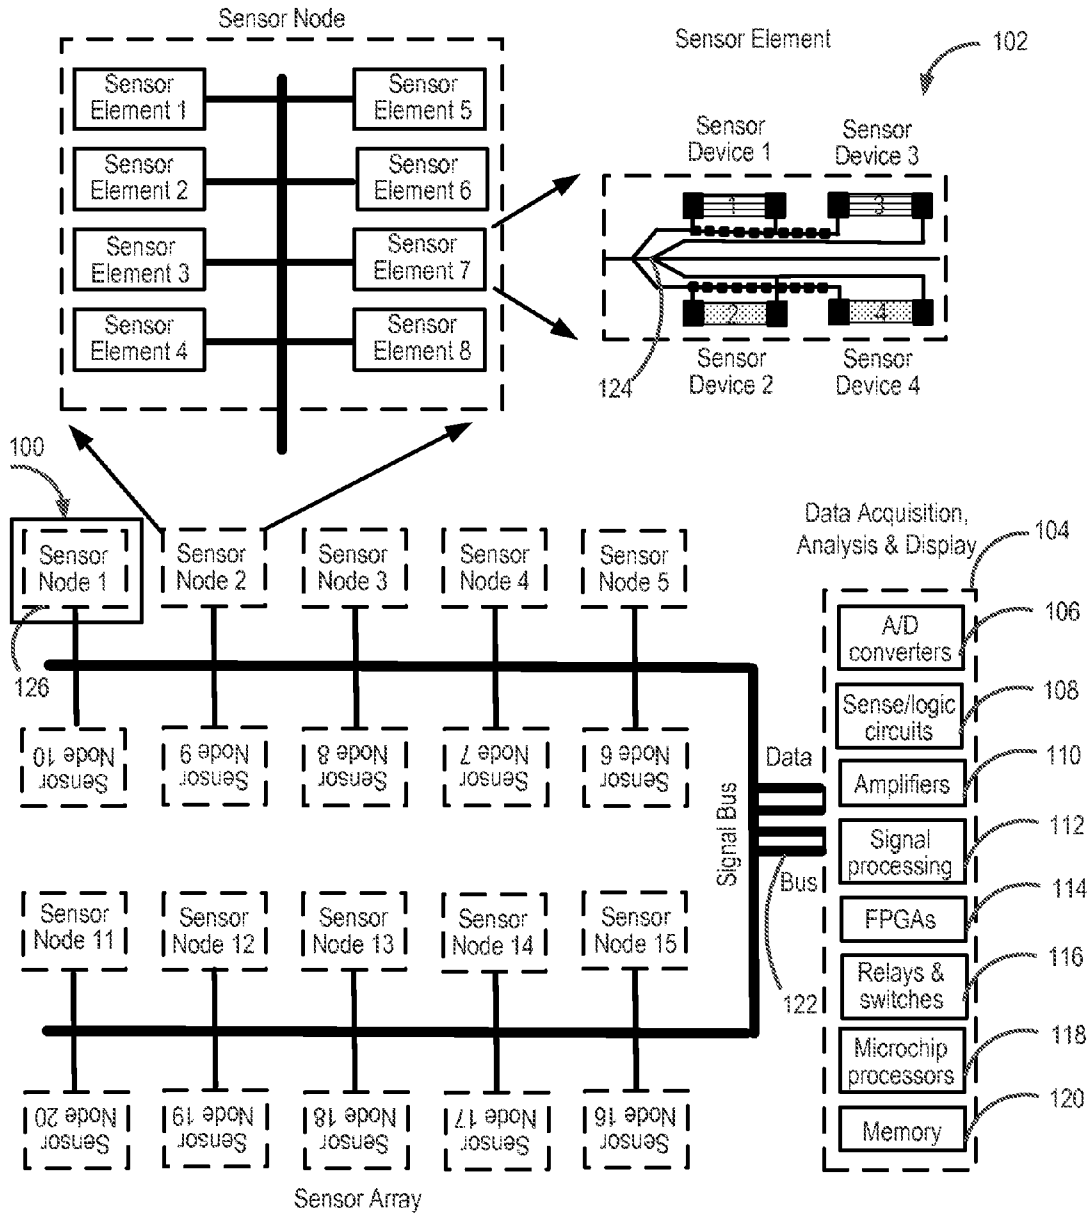 Sensor Node
Sensor
Element 1
Sensor
Element 5
Sensor
Element 2
Sensor
Element 6
Sensor
Element 3
Sensor
Element 7
Sensor
Element 4
Sensor
Element 8
Sensor Element
102
Sensor
Device 1
Sensor
Device 3
1
3
2
4
124
Sensor
Device 2
Sensor
Device 4
100
Sensor
Node 1
Sensor
Node 2
Sensor
Node 3
Sensor
Node 4
Sensor
Node 5
126
Sensor
Node 10
Sensor
Node 9
Sensor
Node 8
Sensor
Node 7
Sensor
Node 6
Signal Bus
Data
Bus
122
Sensor
Node 11
Sensor
Node 12
Sensor
Node 13
Sensor
Node 14
Sensor
Node 15
Sensor
Node 20
Sensor
Node 19
Sensor
Node 18
Sensor
Node 17
Sensor
Node 16
Sensor Array
Data Acquisition,
Analysis & Display
104
A/D
converters
106
Sense/logic
circuits
108
Amplifiers
110
Signal
processing
112
FPGAs
114
Relays &
switches
116
Microchip
processors
118
Memory
120